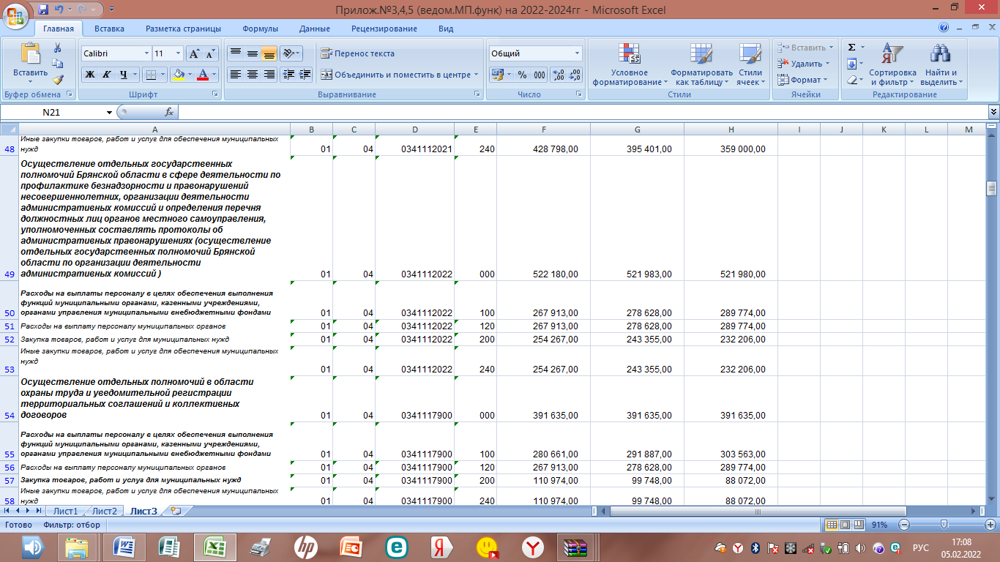 Прилож.№3,4,5 (ведом.МП.функ) на 2022-2024гг - Microsoft Excel
Главная Вставка Разметка страницы Формулы Данные Рецензирование Вид
Вставить
Буфер обмена
Calibri 11
Ж К Ч
Шрифт
Перенос текста
Объединить и поместить в центре
Выравнивание
Общий
% 000
Число
Условное форматирование
Форматировать как таблицу
Стили ячеек
Стили
Вставить
Удалить
Формат
Ячейки
Σ
Сортировка и фильтр
Найти и выделить
Редактирование
N21 fx
A B C D E F G H I J K L M
Иные закупки товаров, работ и услуг для обеспечения муниципальных
48 нужд 01 04 0341112021 240 428 798,00 395 401,00 359 000,00
Осуществление отдельных государственных
полномочий Брянской области в сфере деятельности по
профилактике безнадзорности и правонарушений
несовершеннолетних, организации деятельности
административных комиссий и определения перечня
должностных лиц органов местного самоуправления,
уполномоченных составлять протоколы об
административных правонарушениях (осуществление
отдельных государственных полномочий Брянской
области по организации деятельности
49 административных комиссий ) 01 04 0341112022 000 522 180,00 521 983,00 521 980,00
Расходы на выплаты персоналу в целях обеспечения выполнения
функций муниципальными органами, казенными учреждениями,
50 органами управления муниципальными внебюджетными фондами 01 04 0341112022 100 267 913,00 278 628,00 289 774,00
51 Расходы на выплату персоналу муниципальных органов 01 04 0341112022 120 267 913,00 278 628,00 289 774,00
52 Закупка товаров, работ и услуг для муниципальных нужд 01 04 0341112022 200 254 267,00 243 355,00 232 206,00
Иные закупки товаров, работ и услуг для обеспечения муниципальных
нужд
53 01 04 0341112022 240 254 267,00 243 355,00 232 206,00
Осуществление отдельных полномочий в области
охраны труда и уведомительной регистрации
территориальных соглашений и коллективных
54 договоров 01 04 0341117900 000 391 635,00 391 635,00 391 635,00
Расходы на выплаты персоналу в целях обеспечения выполнения
функций муниципальными органами, казенными учреждениями,
55 органами управления муниципальными внебюджетными фондами 01 04 0341117900 100 280 661,00 291 887,00 303 563,00
56 Расходы на выплату персоналу муниципальных органов 01 04 0341117900 120 267 913,00 278 628,00 289 774,00
57 Закупка товаров, работ и услуг для муниципальных нужд 01 04 0341117900 200 110 974,00 99 748,00 88 072,00
Иные закупки товаров, работ и услуг для обеспечения муниципальных
58 нужд 01 04 0341117900 240 110 974,00 99 748,00 88 072,00
Лист1 Лист2 Лист3
Готово Фильтр: отбор 91%
РУС 17:08
05.02.2022